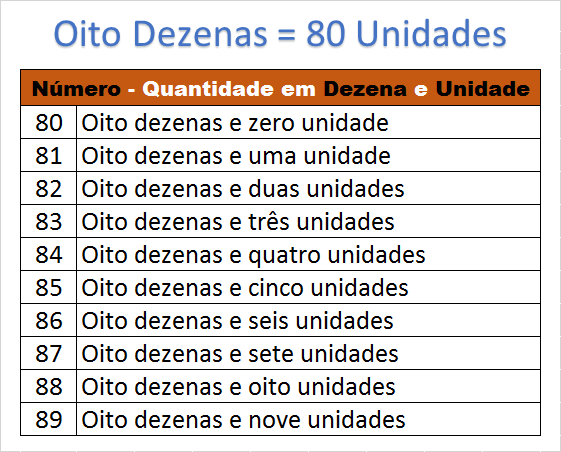 Oito Dezenas = 80 Unidades
Número - Quantidade em Dezena e Unidade
80 Oito dezenas e zero unidade
81 Oito dezenas e uma unidade
82 Oito dezenas e duas unidades
83 Oito dezenas e três unidades
84 Oito dezenas e quatro unidades
85 Oito dezenas e cinco unidades
86 Oito dezenas e seis unidades
87 Oito dezenas e sete unidades
88 Oito dezenas e oito unidades
89 Oito dezenas e nove unidades